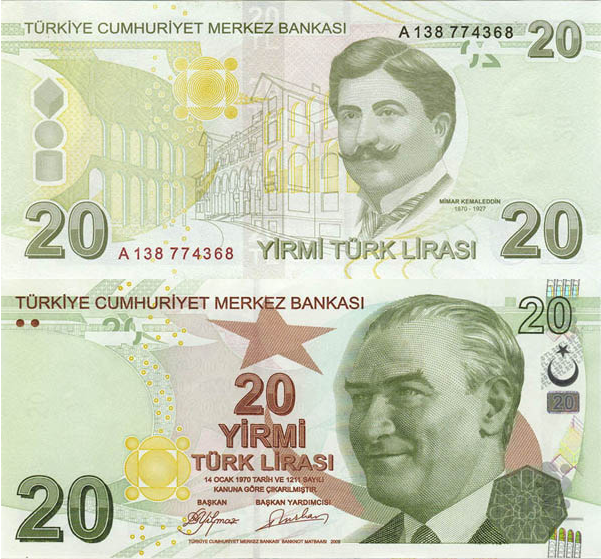 TÜRKİYE CUMHURİYET MERKEZ BANKASI
A 138 774368
20
MİMAR KEMALEDDİN
1870 - 1927
20
A 138 774368
YİRMİ TÜRK LİRASI
20
TÜRKİYE CUMHURİYET MERKEZ BANKASI
20
20
20
YİRMİ
TÜRK LİRASI
14 OCAK 1970 TARİH VE 1211 SAYILI
KANUNA GÖRE ÇIKARILMIŞTIR.
BAŞKAN
BAŞKAN YARDIMCISI
20
TÜRKİYE CUMHURİYET MERKEZ BANKASI BANKNOT MATBAASI 2009